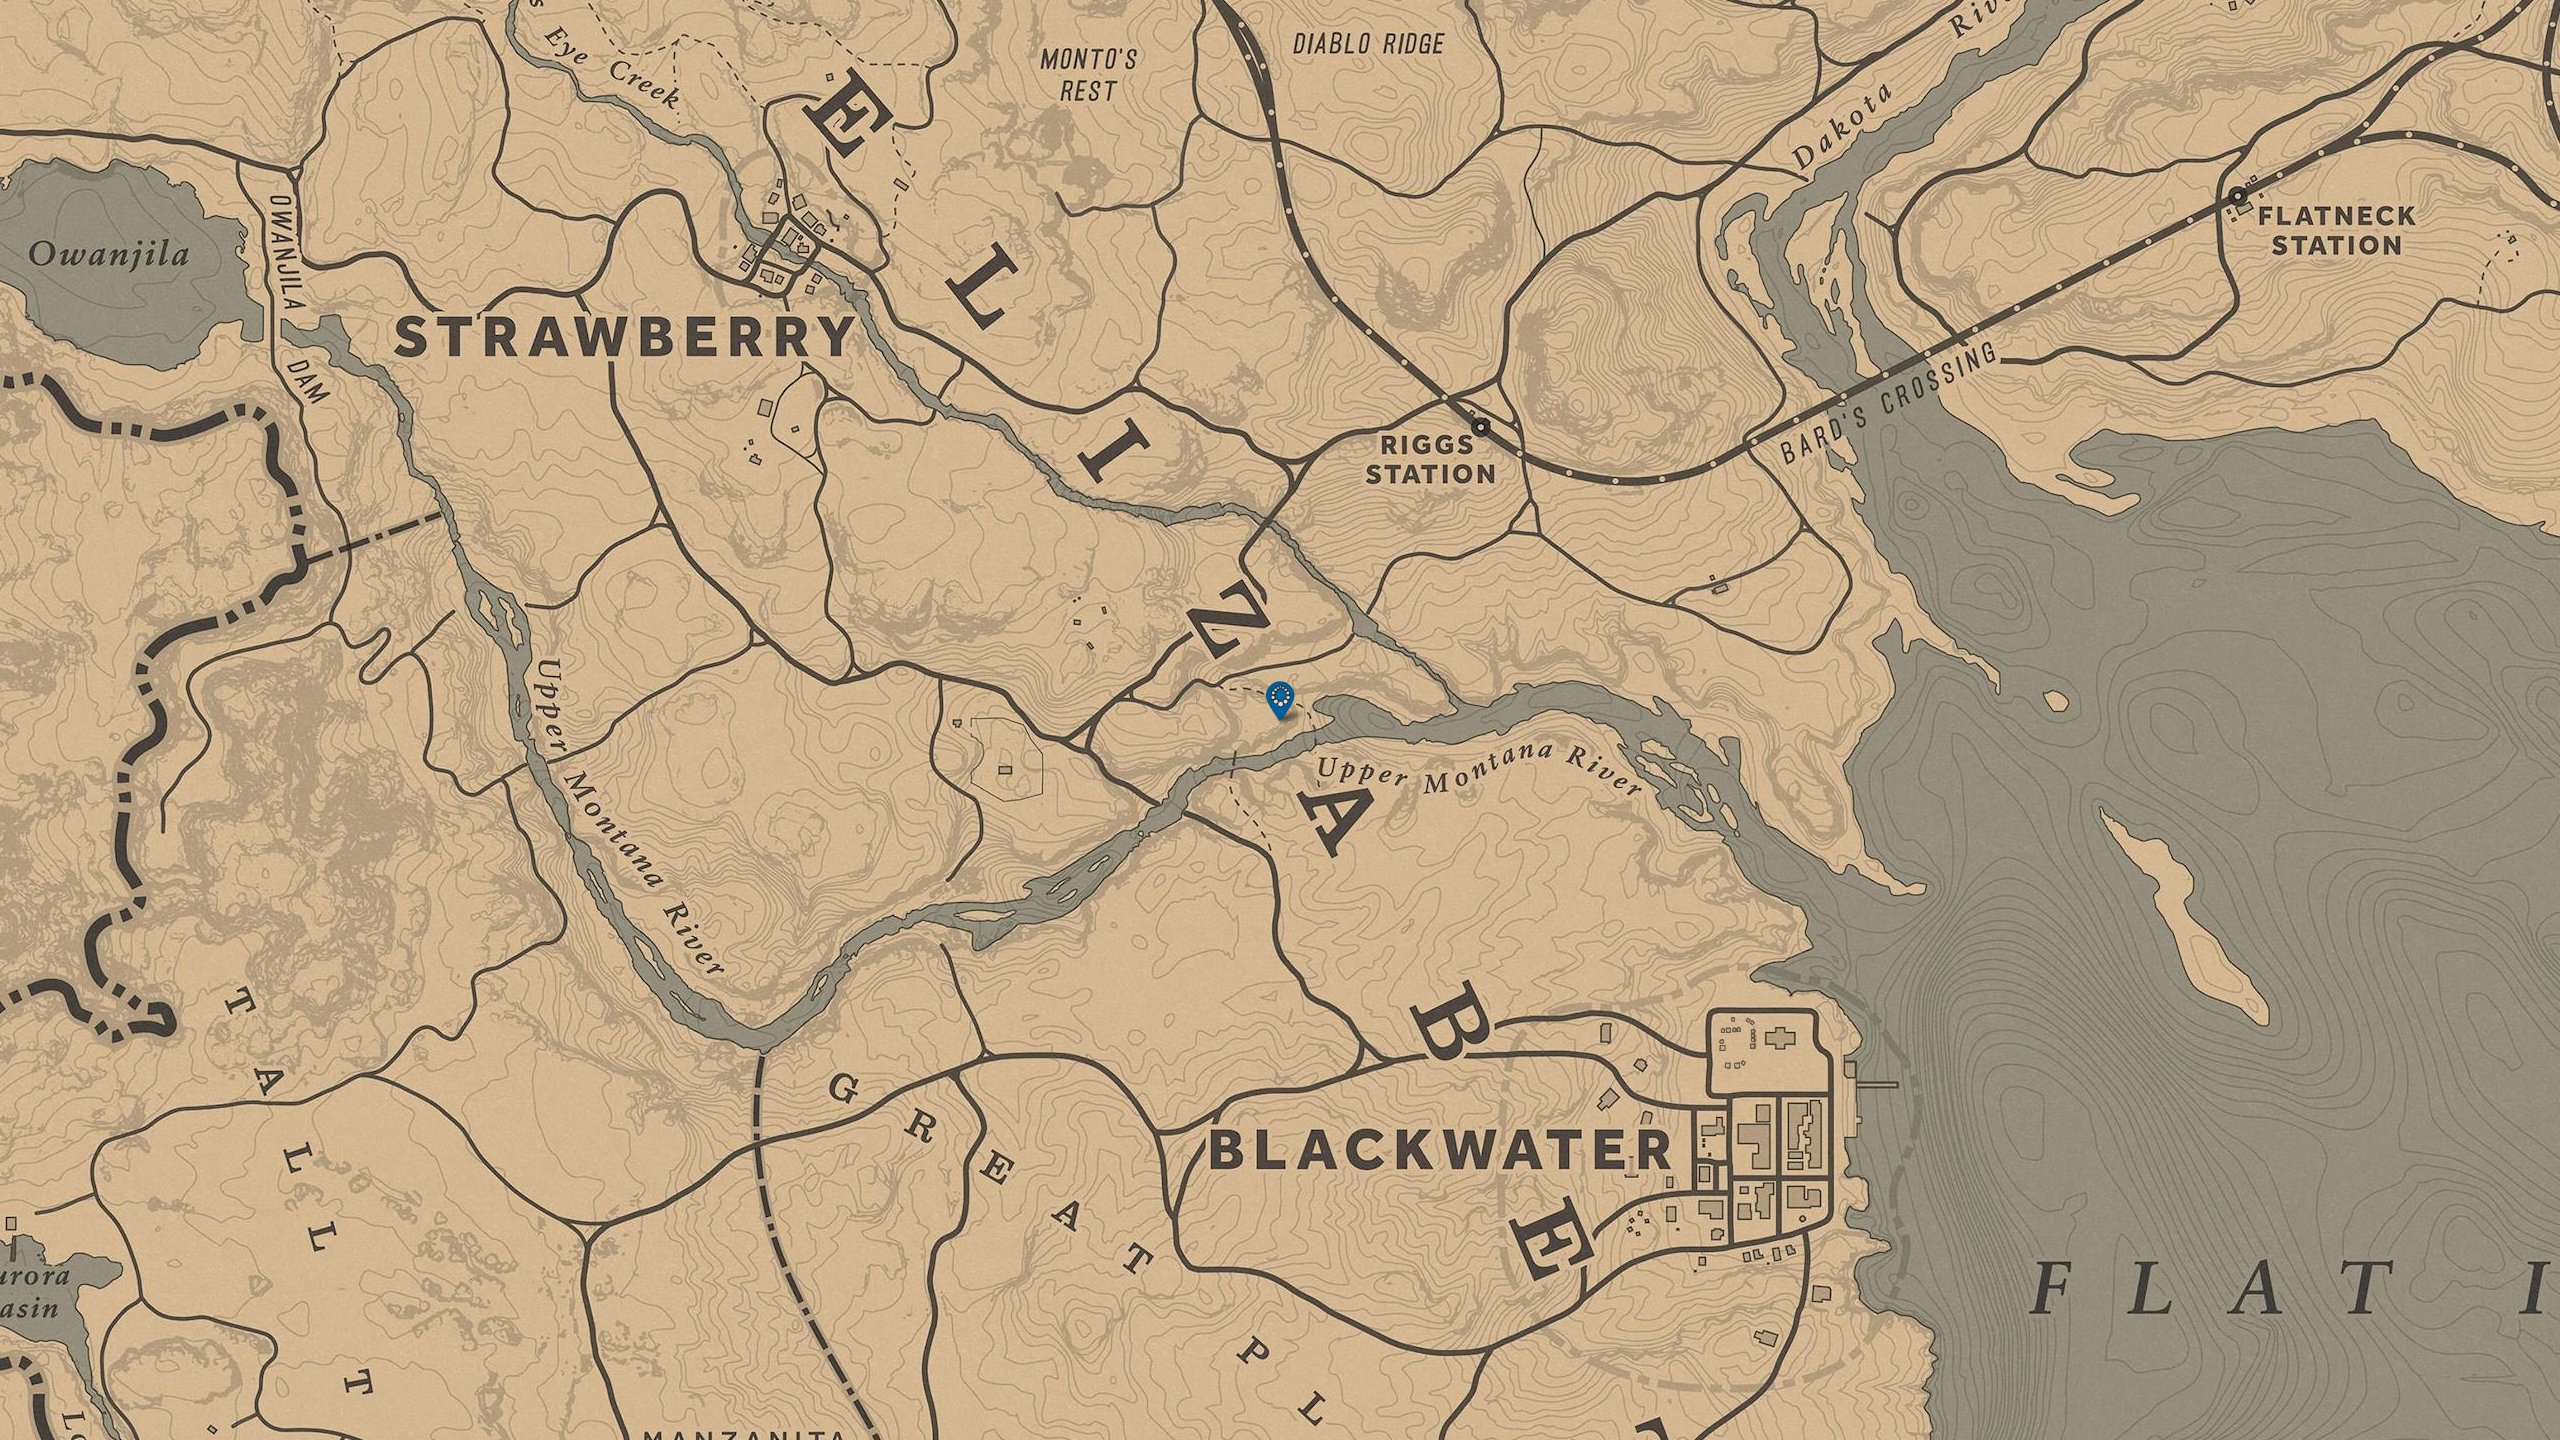 s Eye Creek
MONTO'S
REST
DIABLO RIDGE
Dakota
OWANJILA
DAM
Owanjila
FLATNECK
STATION
STRAWBERRY
BARD'S CROSSING
RIGGS
STATION
E
L
I
Z
A
B
E
Upper Montana River
Upper Montana River
T
A
L
L
T
G
R
E
A
T
P
L
BLACKWATER
FLAT I
urora
asin
MANZANITA